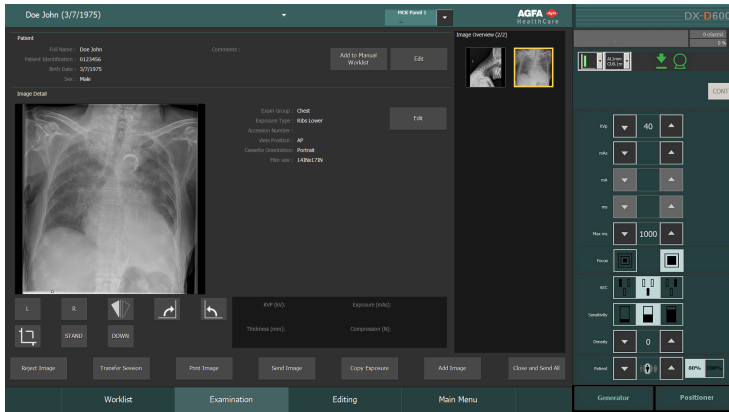 Doe John (3/7/1975)
MCR Panel 1
AGFA
HealthCare
DX-D600
Patient
Full Name : Doe John
Patient Identification : 0123456
Birth Date : 3/7/1975
Sex : Male
Comments :
Add to Manual
Worklist
Edit
Image Overview (2/2)
0 %
CONT
Image Detail
Exam Group : Chest
Exposure Type : Ribs Lower
Accession Number :
View Position : AP
Cassette Orientation : Portrait
Film size : 14INx17IN
Edit
KVp 40
mAs
mA
ms
Max ms 1000
Focus
AEC
Sensitivity
Density 0
Patient 80%
L R
STAND DOWN
KVP (kV):
Exposure (mAs):
Thickness (mm):
Compression (N):
Reject Image
Transfer Session
Print Image
Send Image
Copy Exposure
Add Image
Close and Send All
Worklist
Examination
Editing
Main Menu
Generator
Positioner